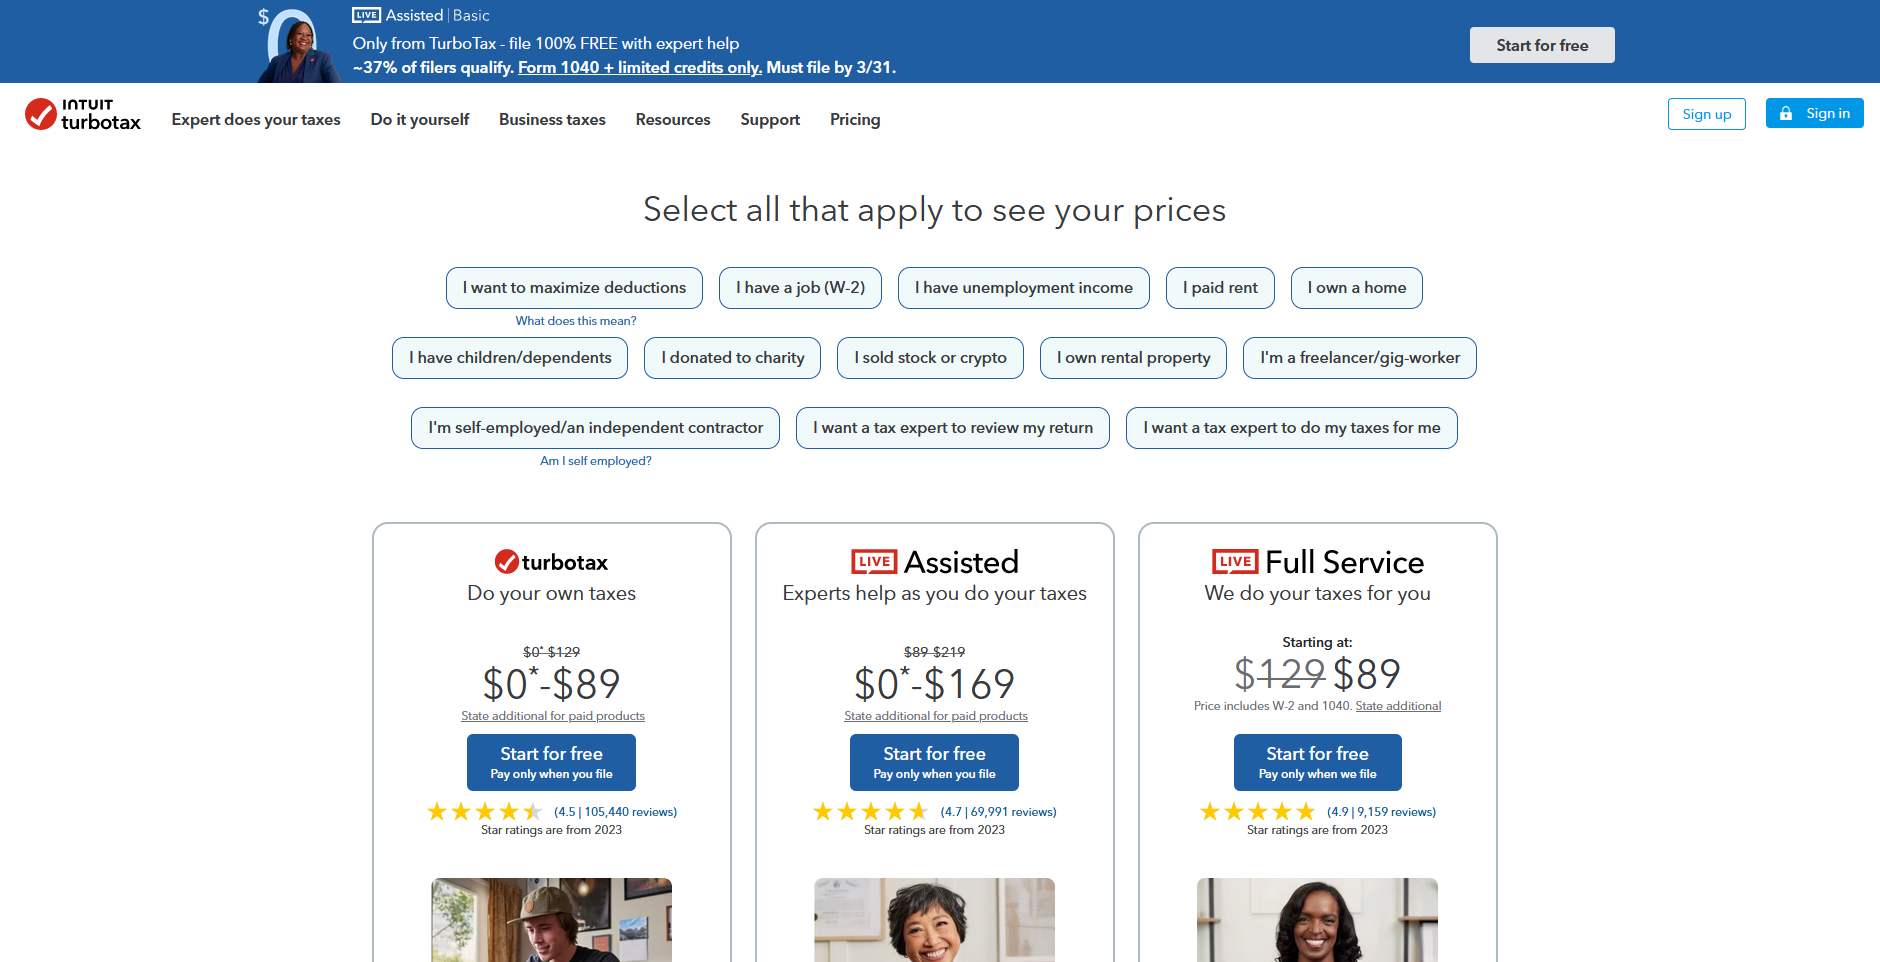 $0
LIVE Assisted | Basic
Only from TurboTax - file 100% FREE with expert help
~37% of filers qualify. Form 1040 + limited credits only. Must file by 3/31.
Start for free
INTUIT
turbotax
Expert does your taxes Do it yourself Business taxes Resources Support Pricing
Sign up Sign in
Select all that apply to see your prices
I want to maximize deductions I have a job (W-2) I have unemployment income I paid rent I own a home
What does this mean?
I have children/dependents I donated to charity I sold stock or crypto I own rental property I'm a freelancer/gig-worker
I'm self-employed/an independent contractor I want a tax expert to review my return I want a tax expert to do my taxes for me
Am I self employed?
turbotax
Do your own taxes
$0*-$129
$0*-$89
State additional for paid products
Start for free
Pay only when you file
(4.5 | 105,440 reviews)
Star ratings are from 2023
LIVE Assisted
Experts help as you do your taxes
$89-$219
$0*-$169
State additional for paid products
Start for free
Pay only when you file
(4.7 | 69,991 reviews)
Star ratings are from 2023
LIVE Full Service
We do your taxes for you
Starting at:
$129 $89
Price includes W-2 and 1040. State additional
Start for free
Pay only when we file
(4.9 | 9,159 reviews)
Star ratings are from 2023